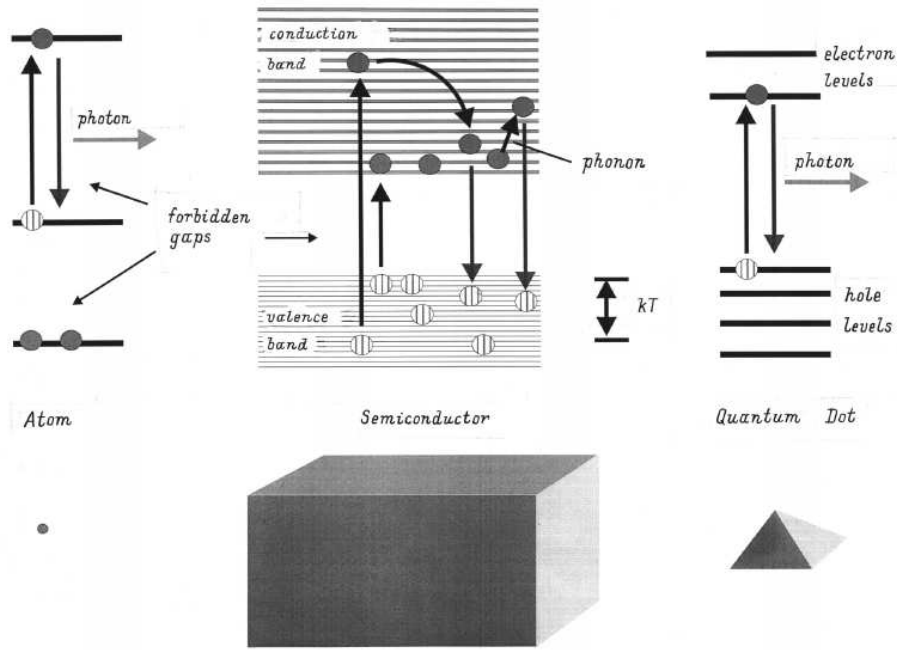 photon
forbidden
gaps
conduction
band
phonon
valence
band
kT
electron
levels
photon
hole
levels
Atom
Semiconductor
Quantum Dot